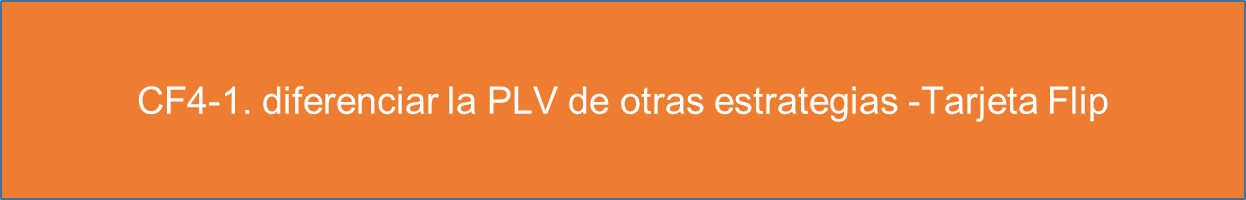 CF4-1. diferenciar la PLV de otras estrategias -Tarjeta Flip